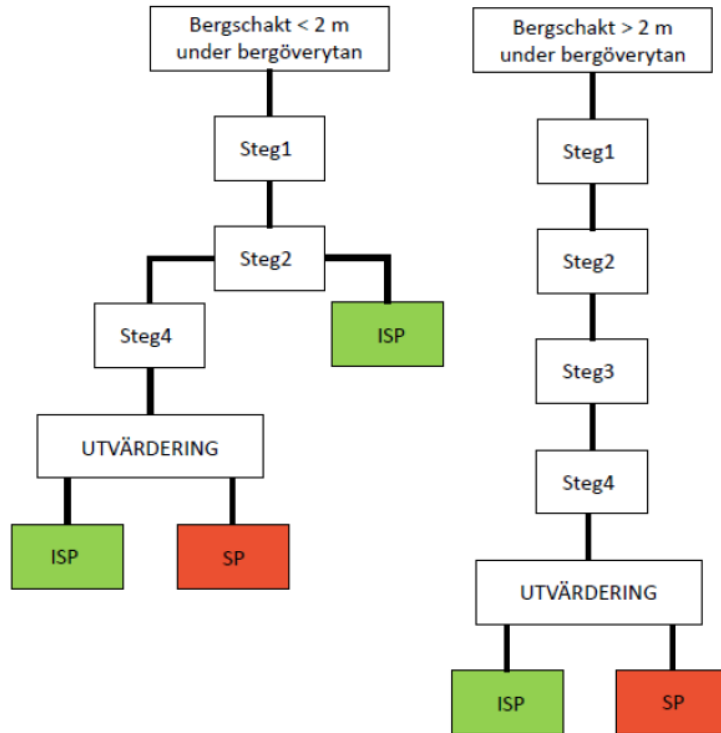 Bergschakt < 2 m
under bergöverytan
Steg1
Steg2
Steg4
ISP
UTVÄRDERING
ISP
SP
Bergschakt > 2 m
under bergöverytan
Steg1
Steg2
Steg3
Steg4
UTVÄRDERING
ISP
SP